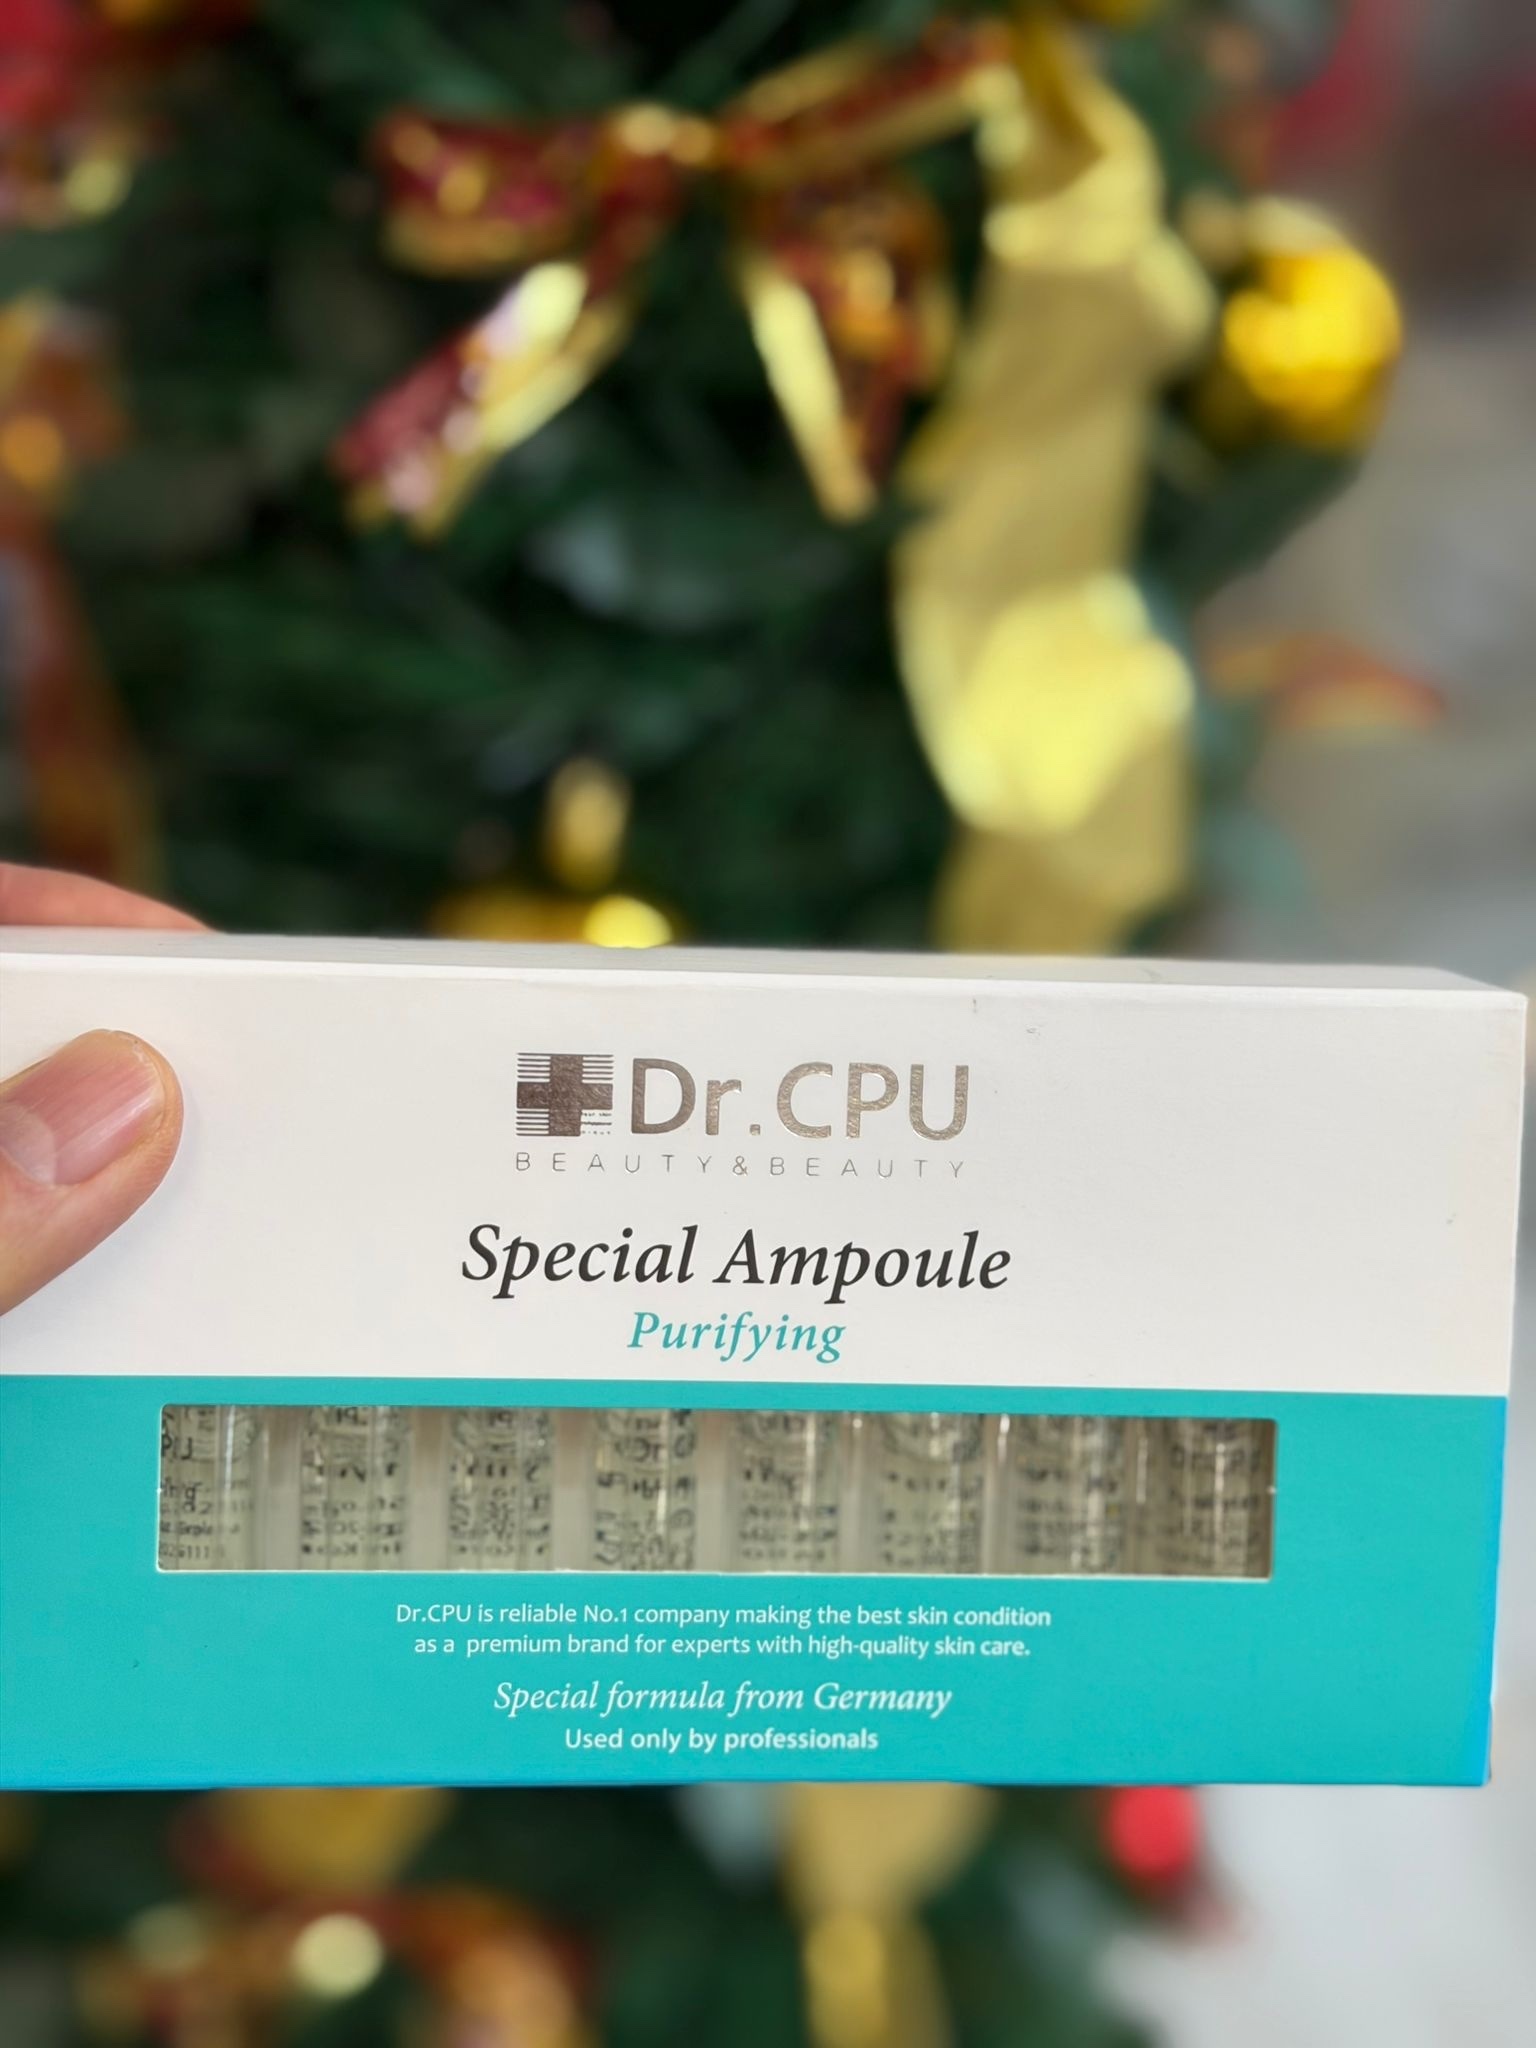 Dr.CPU
BEAUTY&BEAUTY
Special Ampoule
Purifying
Dr.CPU is reliable No.1 company making the best skin condition
as a premium brand for experts with high-quality skin care.
Special formula from Germany
Used only by professionals